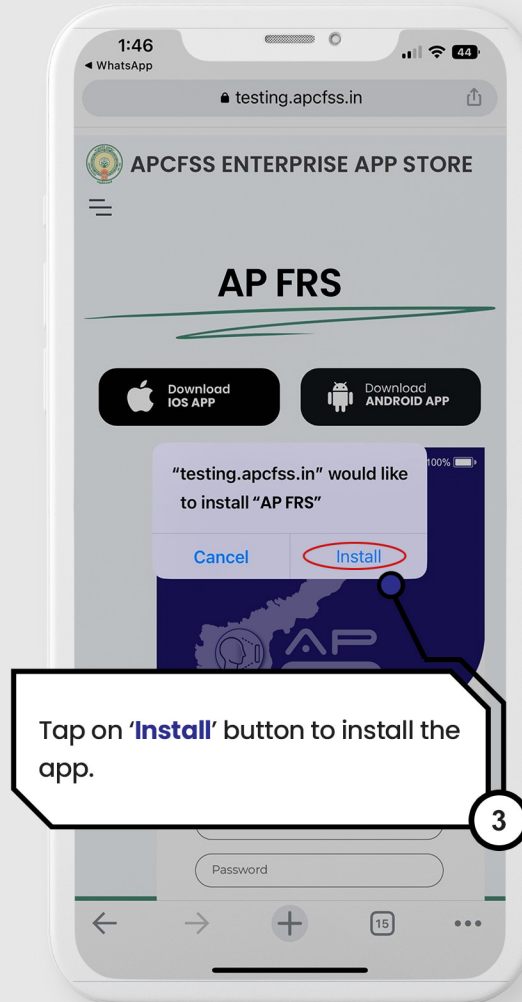 1:46
44
WhatsApp
testing.apcfss.in
APCFSS ENTERPRISE APP STORE
AP FRS
Download
IOS APP
Download
ANDROID APP
100%
“testing.apcfss.in” would like
to install “AP FRS”
Cancel
Install
AP
Tap on ‘Install’ button to install the
app.
3
Password
15